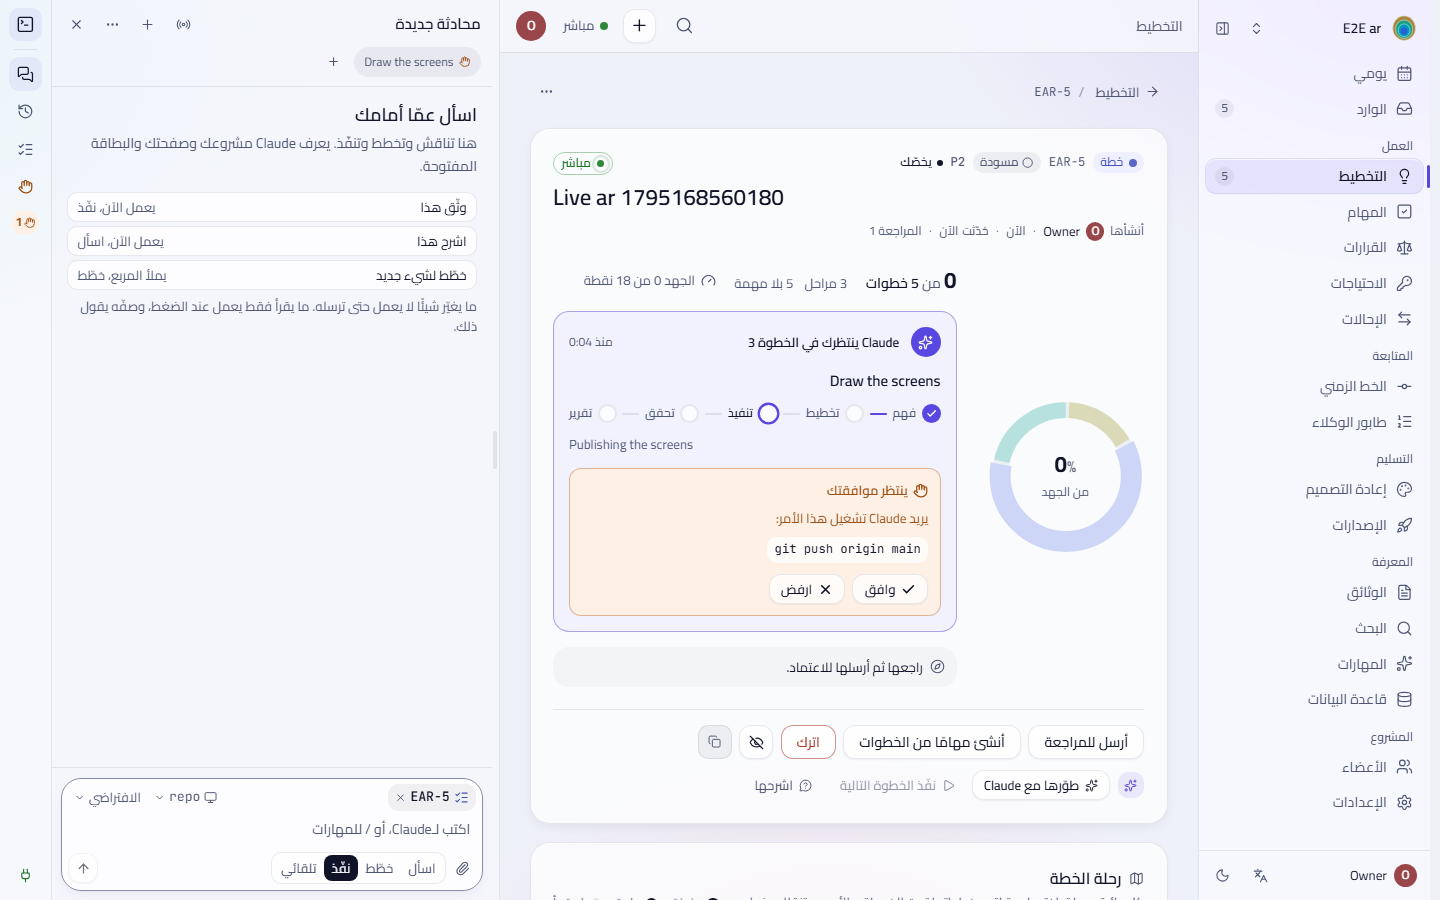 E2E ar
يومي
الوارد 5
العمل
التخطيط 5
المهام
القرارات
الاحتياجات
الإحالات
المتابعة
الخط الزمني
طابور الوكلاء
التسليم
إعادة التصميم
الإصدارات
المعرفة
الوثائق
البحث
المهارات
قاعدة البيانات
المشروع
الأعضاء
الإعدادات
O Owner
التخطيط
مباشر O
التخطيط / EAR-5
خطة EAR-5 مسودة P2 يخصّك
مباشر
Live ar 1795168560180
أنشأها O Owner · الآن · حُدّثت الآن · المراجعة 1
0 من 5 خطوات 3 مراحل 5 بلا مهمة الجهد 0 من 18 نقطة
0%
من الجهد
Claude ينتظرك في الخطوة 3 منذ 0:04
Draw the screens
فهم تخطيط تنفيذ تحقق تقرير
Publishing the screens
ينتظر موافقتك
يريد Claude تشغيل هذا الأمر:
git push origin main
وافق ارفض
راجعها ثم أرسلها للاعتماد.
أرسل للمراجعة أنشئ مهامًا من الخطوات اترك
طوّرها مع Claude نفّذ الخطوة التالية اشرحها
رحلة الخطة
محادثة جديدة
Draw the screens
اسأل عمّا أمامك
هنا تناقش وتخطط وتنفّذ. يعرف Claude مشروعك وصفحتك والبطاقة
المفتوحة.
وثّق هذا يعمل الآن، نفّذ
اشرح هذا يعمل الآن، اسأل
خطّط لشيء جديد يملأ المربع، خطّط
ما يغيّر شيئًا لا يعمل حتى ترسله. ما يقرأ فقط يعمل عند الضغط، وصفّه يقول
ذلك.
EAR-5 repo الافتراضي
اكتب لـClaude، أو / للمهارات
اسأل خطّط نفّذ تلقائي
1